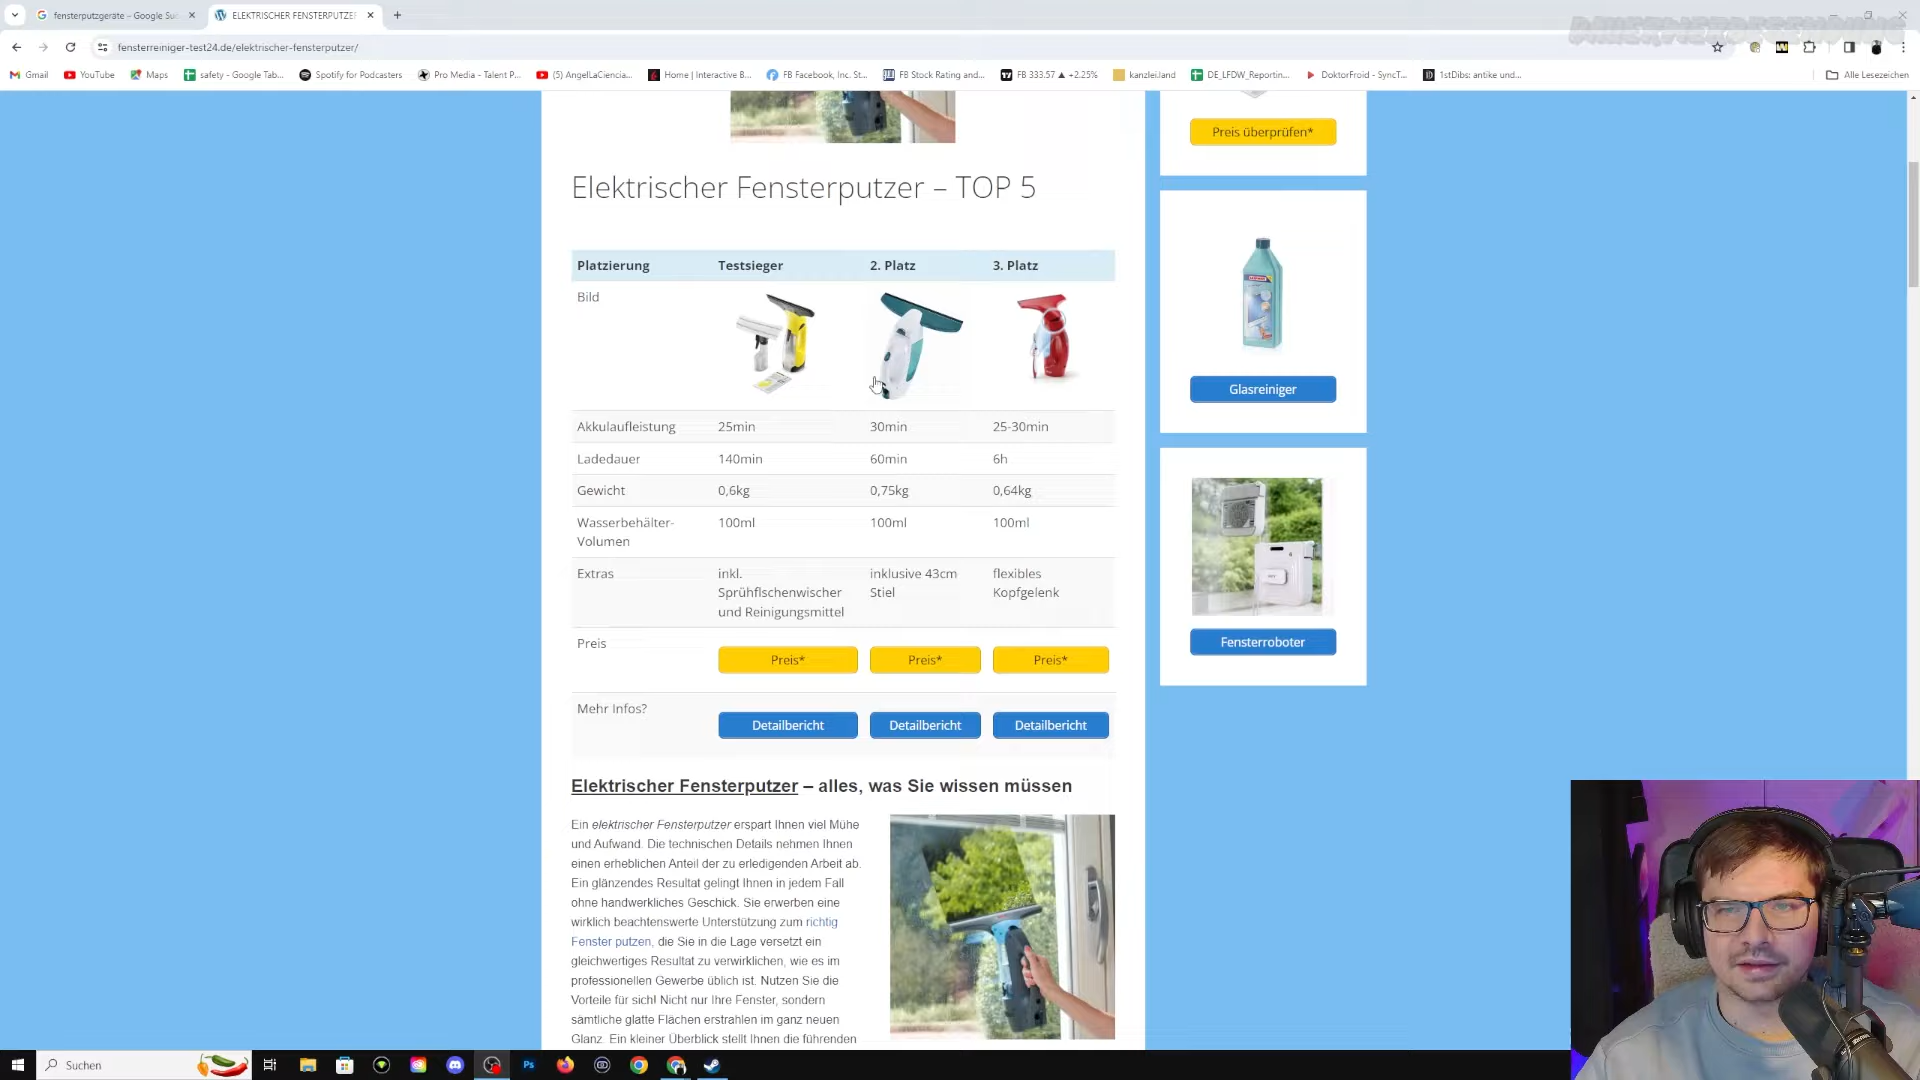 fensterputzgeräte – Google Su
ELEKTRISCHER FENSTERPUTZER
fensterreiniger-test24.de/elektrischer-fensterputzer/
Gmail
YouTube
Maps
safety - Google Tab...
Spotify for Podcasters
Pro Media - Talent P...
(5) AngelLaCiencia...
Home | Interactive B...
FB Facebook, Inc. St...
FB Stock Rating and...
FB 333.57 ▲ +2.25%
kanzlei.land
DE_LFDW_Reportin...
DoktorFroid - SyncT...
1stDibs: antike und...
Alle Lesezeichen
Elektrischer Fensterputzer – TOP 5
Platzierung Testsieger 2. Platz 3. Platz
Bild
Akkulaufleistung 25min 30min 25-30min
Ladedauer 140min 60min 6h
Gewicht 0,6kg 0,75kg 0,64kg
Wasserbehälter- 100ml 100ml 100ml
Volumen
Extras inkl. inklusive 43cm flexibles
Sprühflschenwischer Stiel Kopfgelenk
und Reinigungsmittel
Preis
Preis* Preis* Preis*
Mehr Infos?
Detailbericht Detailbericht Detailbericht
Elektrischer Fensterputzer – alles, was Sie wissen müssen
Ein elektrischer Fensterputzer erspart Ihnen viel Mühe
und Aufwand. Die technischen Details nehmen Ihnen
einen erheblichen Anteil der zu erledigenden Arbeit ab.
Ein glänzendes Resultat gelingt Ihnen in jedem Fall
ohne handwerkliches Geschick. Sie erwerben eine
wirklich beachtenswerte Unterstützung zum richtig
Fenster putzen, die Sie in die Lage versetzt ein
gleichwertiges Resultat zu verwirklichen, wie es im
professionellen Gewerbe üblich ist. Nutzen Sie die
Vorteile für sich! Nicht nur Ihre Fenster, sondern
sämtliche glatte Flächen erstrahlen im ganz neuen
Glanz. Ein kleiner Überblick stellt Ihnen die führenden
Preis überprüfen*
Glasreiniger
Fensterroboter
Suchen